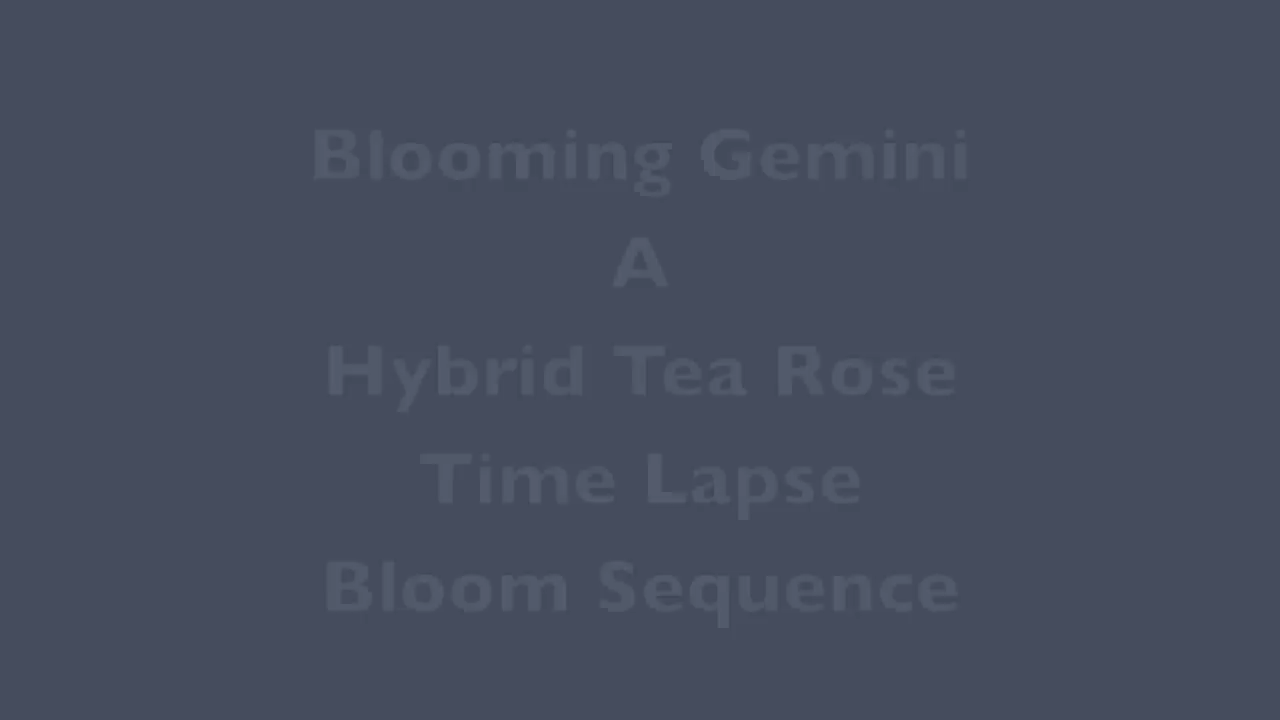 Blooming Gemini
A
Hybrid Tea Rose
Time Lapse
Bloom Sequence